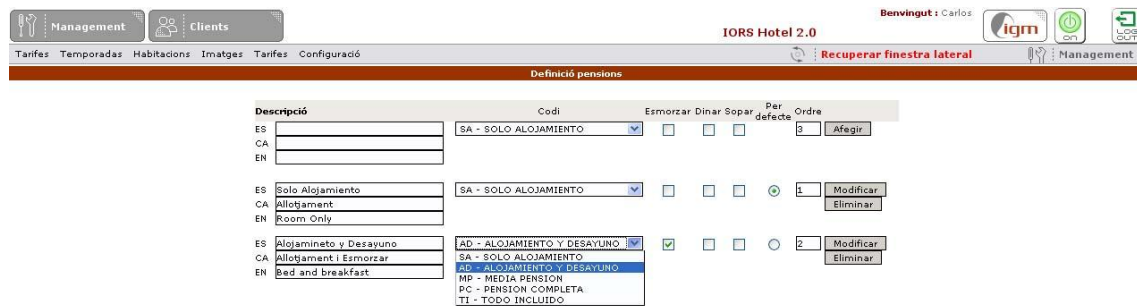 Benvingut : Carlos
Management Clients IORS Hotel 2.0 igm on LOG OUT
Tarifes Temporadas Habitacions Imatges Tarifes Configuració Recuperar finestra lateral Management
Definició pensions
Descripció Codi Esmorzar Dinar Sopar Per defecte Ordre
ES SA - SOLO ALOJAMIENTO 3 Afegir
CA
EN
ES Solo Alojamiento SA - SOLO ALOJAMIENTO 1 Modificar
CA Allotjament Eliminar
EN Room Only
ES Alojamineto y Desayuno AD - ALOJAMIENTO Y DESAYUNO 2 Modificar
CA Allotjament i Esmorzar SA - SOLO ALOJAMIENTO Eliminar
AD - ALOJAMIENTO Y DESAYUNO
EN Bed and breakfast MP - MEDIA PENSION
PC - PENSION COMPLETA
TI - TODO INCLUIDO